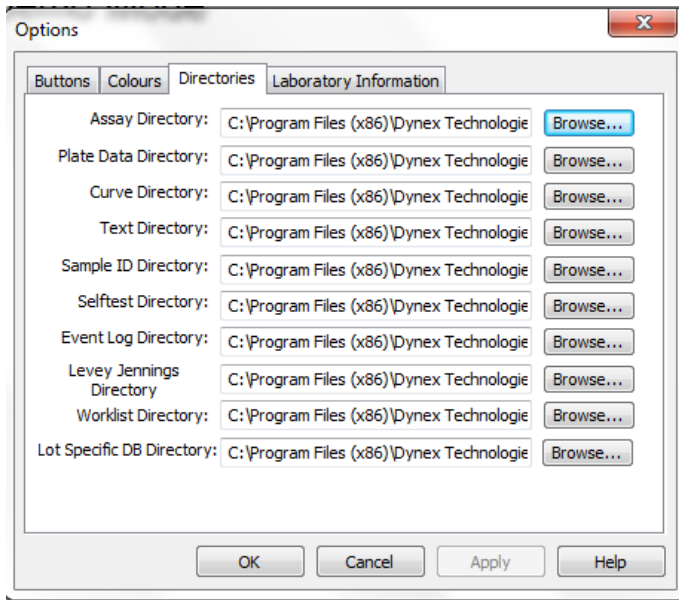 Options
Buttons Colours Directories Laboratory Information
Assay Directory: C:\Program Files (x86)\Dynex Technologie Browse...
Plate Data Directory: C:\Program Files (x86)\Dynex Technologie Browse...
Curve Directory: C:\Program Files (x86)\Dynex Technologie Browse...
Text Directory: C:\Program Files (x86)\Dynex Technologie Browse...
Sample ID Directory: C:\Program Files (x86)\Dynex Technologie Browse...
Selftest Directory: C:\Program Files (x86)\Dynex Technologie Browse...
Event Log Directory: C:\Program Files (x86)\Dynex Technologie Browse...
Levey Jennings
Directory C:\Program Files (x86)\Dynex Technologie Browse...
Worklist Directory: C:\Program Files (x86)\Dynex Technologie Browse...
Lot Specific DB Directory: C:\Program Files (x86)\Dynex Technologie Browse...
OK Cancel Apply Help